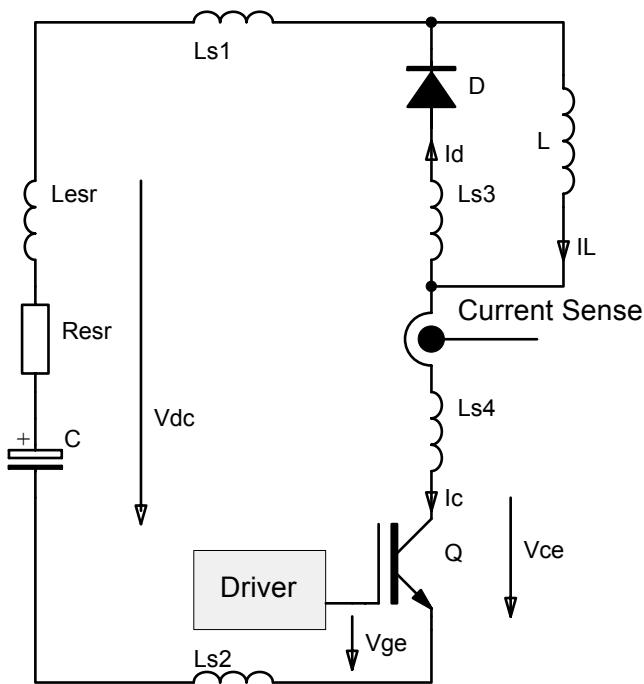 Ls1
D
Id
L
Lesr
Ls3
IL
Current Sense
Resr
Vdc
Ls4
+
C
Ic
Q
Vce
Driver
Vge
Ls2